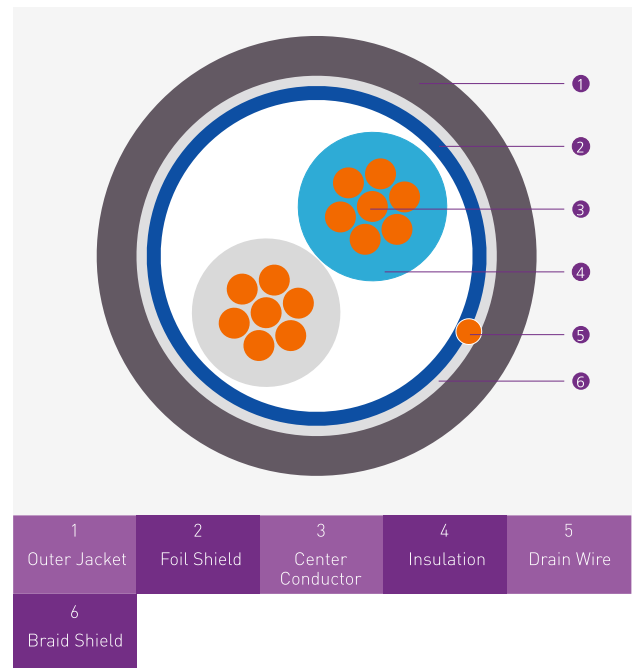 1
2
3
4
5
6
1
Outer Jacket
2
Foil Shield
3
Center
Conductor
4
Insulation
5
Drain Wire
6
Braid Shield